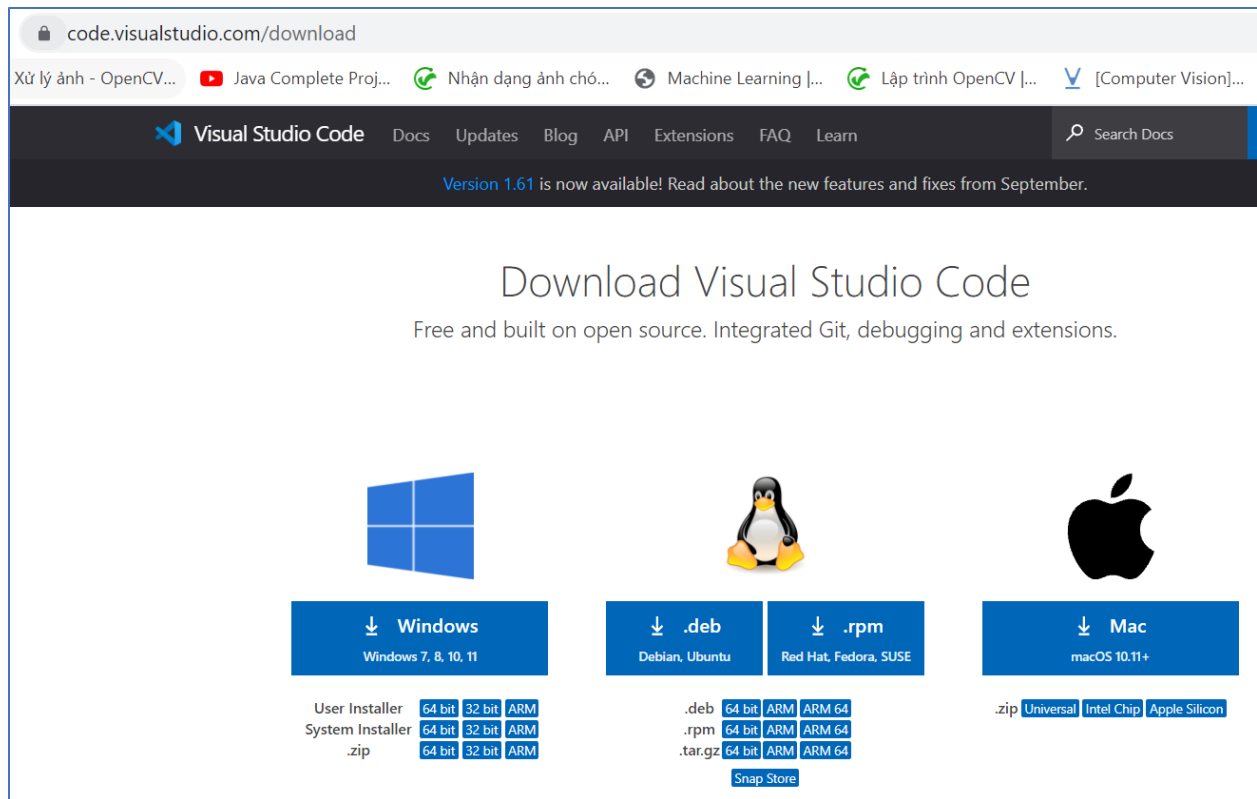 code.visualstudio.com/download
Xử lý ảnh - OpenCV... Java Complete Proj... Nhận dạng ảnh chó... Machine Learning |... Lập trình OpenCV |... [Computer Vision]...
Visual Studio Code Docs Updates Blog API Extensions FAQ Learn Search Docs
Version 1.61 is now available! Read about the new features and fixes from September.
Download Visual Studio Code
Free and built on open source. Integrated Git, debugging and extensions.
Windows
Windows 7, 8, 10, 11
User Installer 64 bit 32 bit ARM
System Installer 64 bit 32 bit ARM
.zip 64 bit 32 bit ARM
.deb
Debian, Ubuntu
.rpm
Red Hat, Fedora, SUSE
.deb 64 bit ARM ARM 64
.rpm 64 bit ARM ARM 64
.tar.gz 64 bit ARM ARM 64
Snap Store
Mac
macOS 10.11+
.zip Universal Intel Chip Apple Silicon